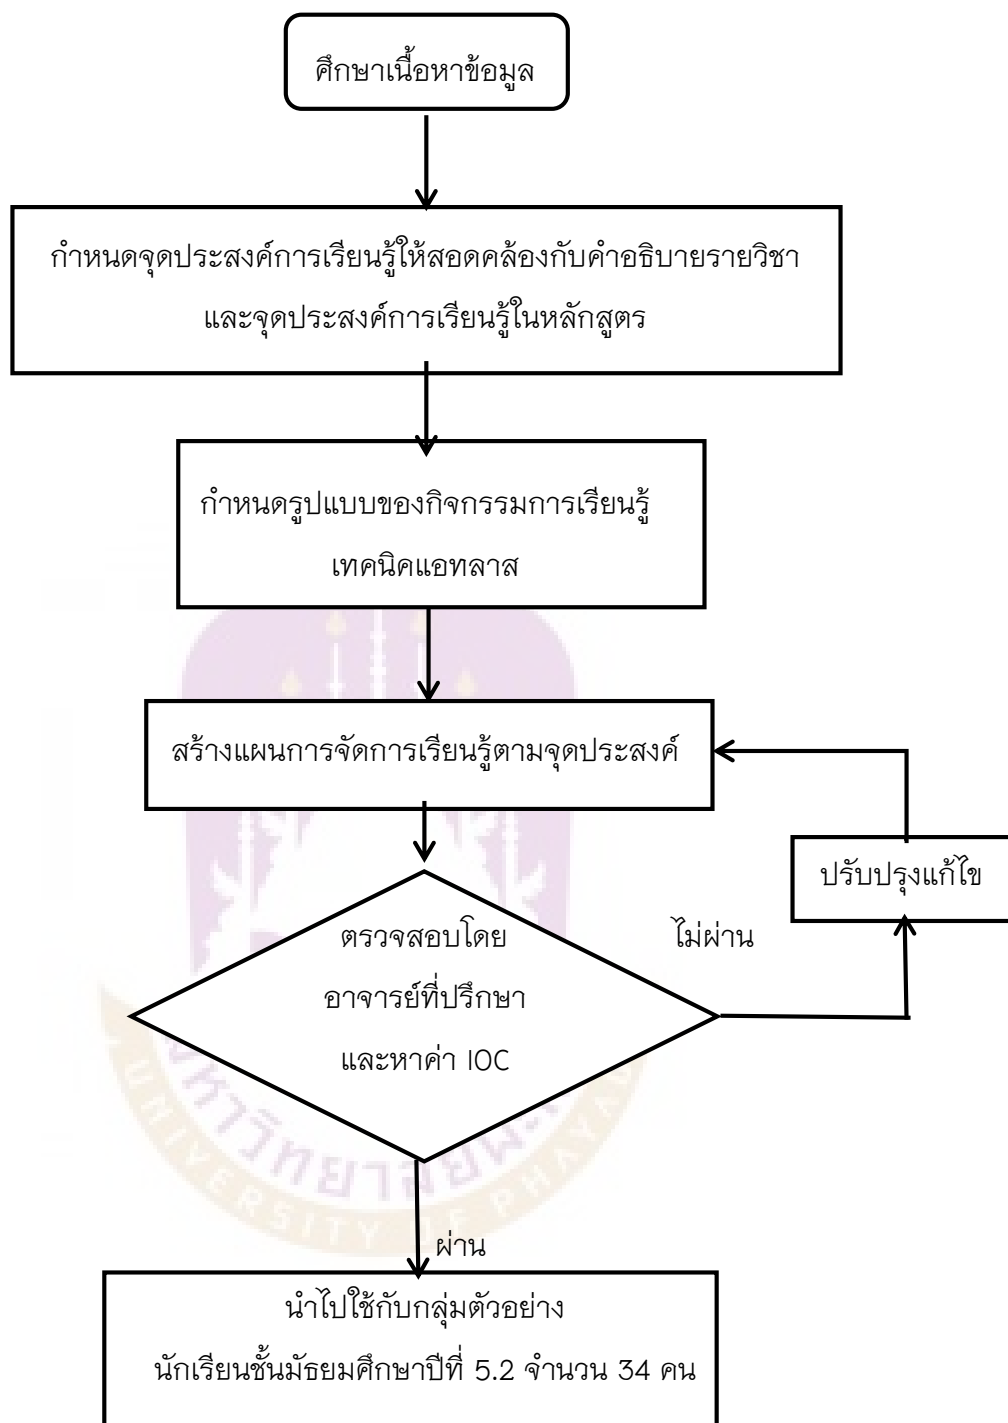 ศึกษาเนื้อหาข้อมูล
กำหนดจุดประสงค์การเรียนรู้ให้สอดคล้องกับคำอธิบายรายวิชา
และจุดประสงค์การเรียนรู้ในหลักสูตร
กำหนดรูปแบบของกิจกรรมการเรียนรู้
เทคนิคแอทลาส
สร้างแผนการจัดการเรียนรู้ตามจุดประสงค์
ปรับปรุงแก้ไข
ตรวจสอบโดย
อาจารย์ที่ปรึกษา
และหาค่า IOC
ไม่ผ่าน
ผ่าน
นำไปใช้กับกลุ่มตัวอย่าง
นักเรียนชั้นมัธยมศึกษาปีที่ 5.2 จำนวน 34 คน
UNIVERSITY OF PHAYAO